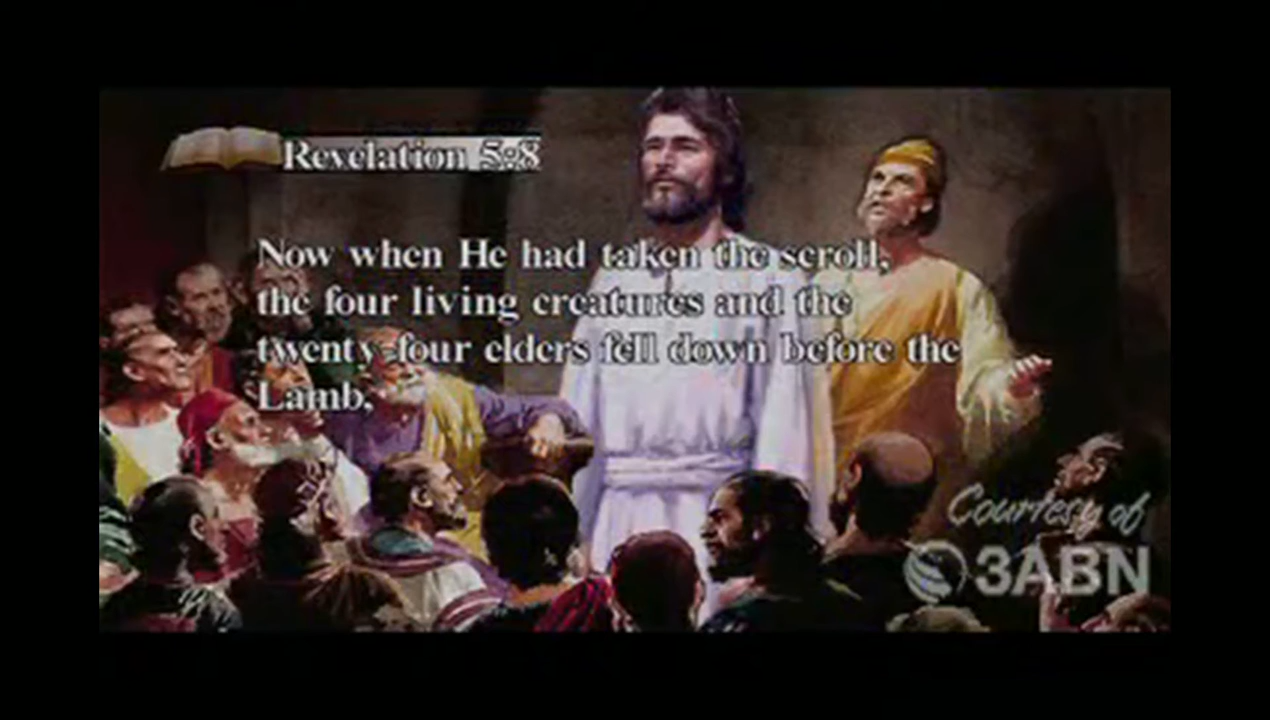 Revelation 5:8
Now when He had taken the scroll,
the four living creatures and the
twenty-four elders fell down before the
Lamb,
Courtesy of
3ABN